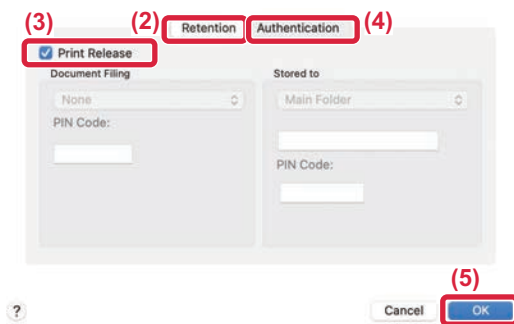 (3) (2) Retention Authentication (4)
Print Release
Document Filing Stored to
None Main Folder
PIN Code:
PIN Code:
(5)
? Cancel OK